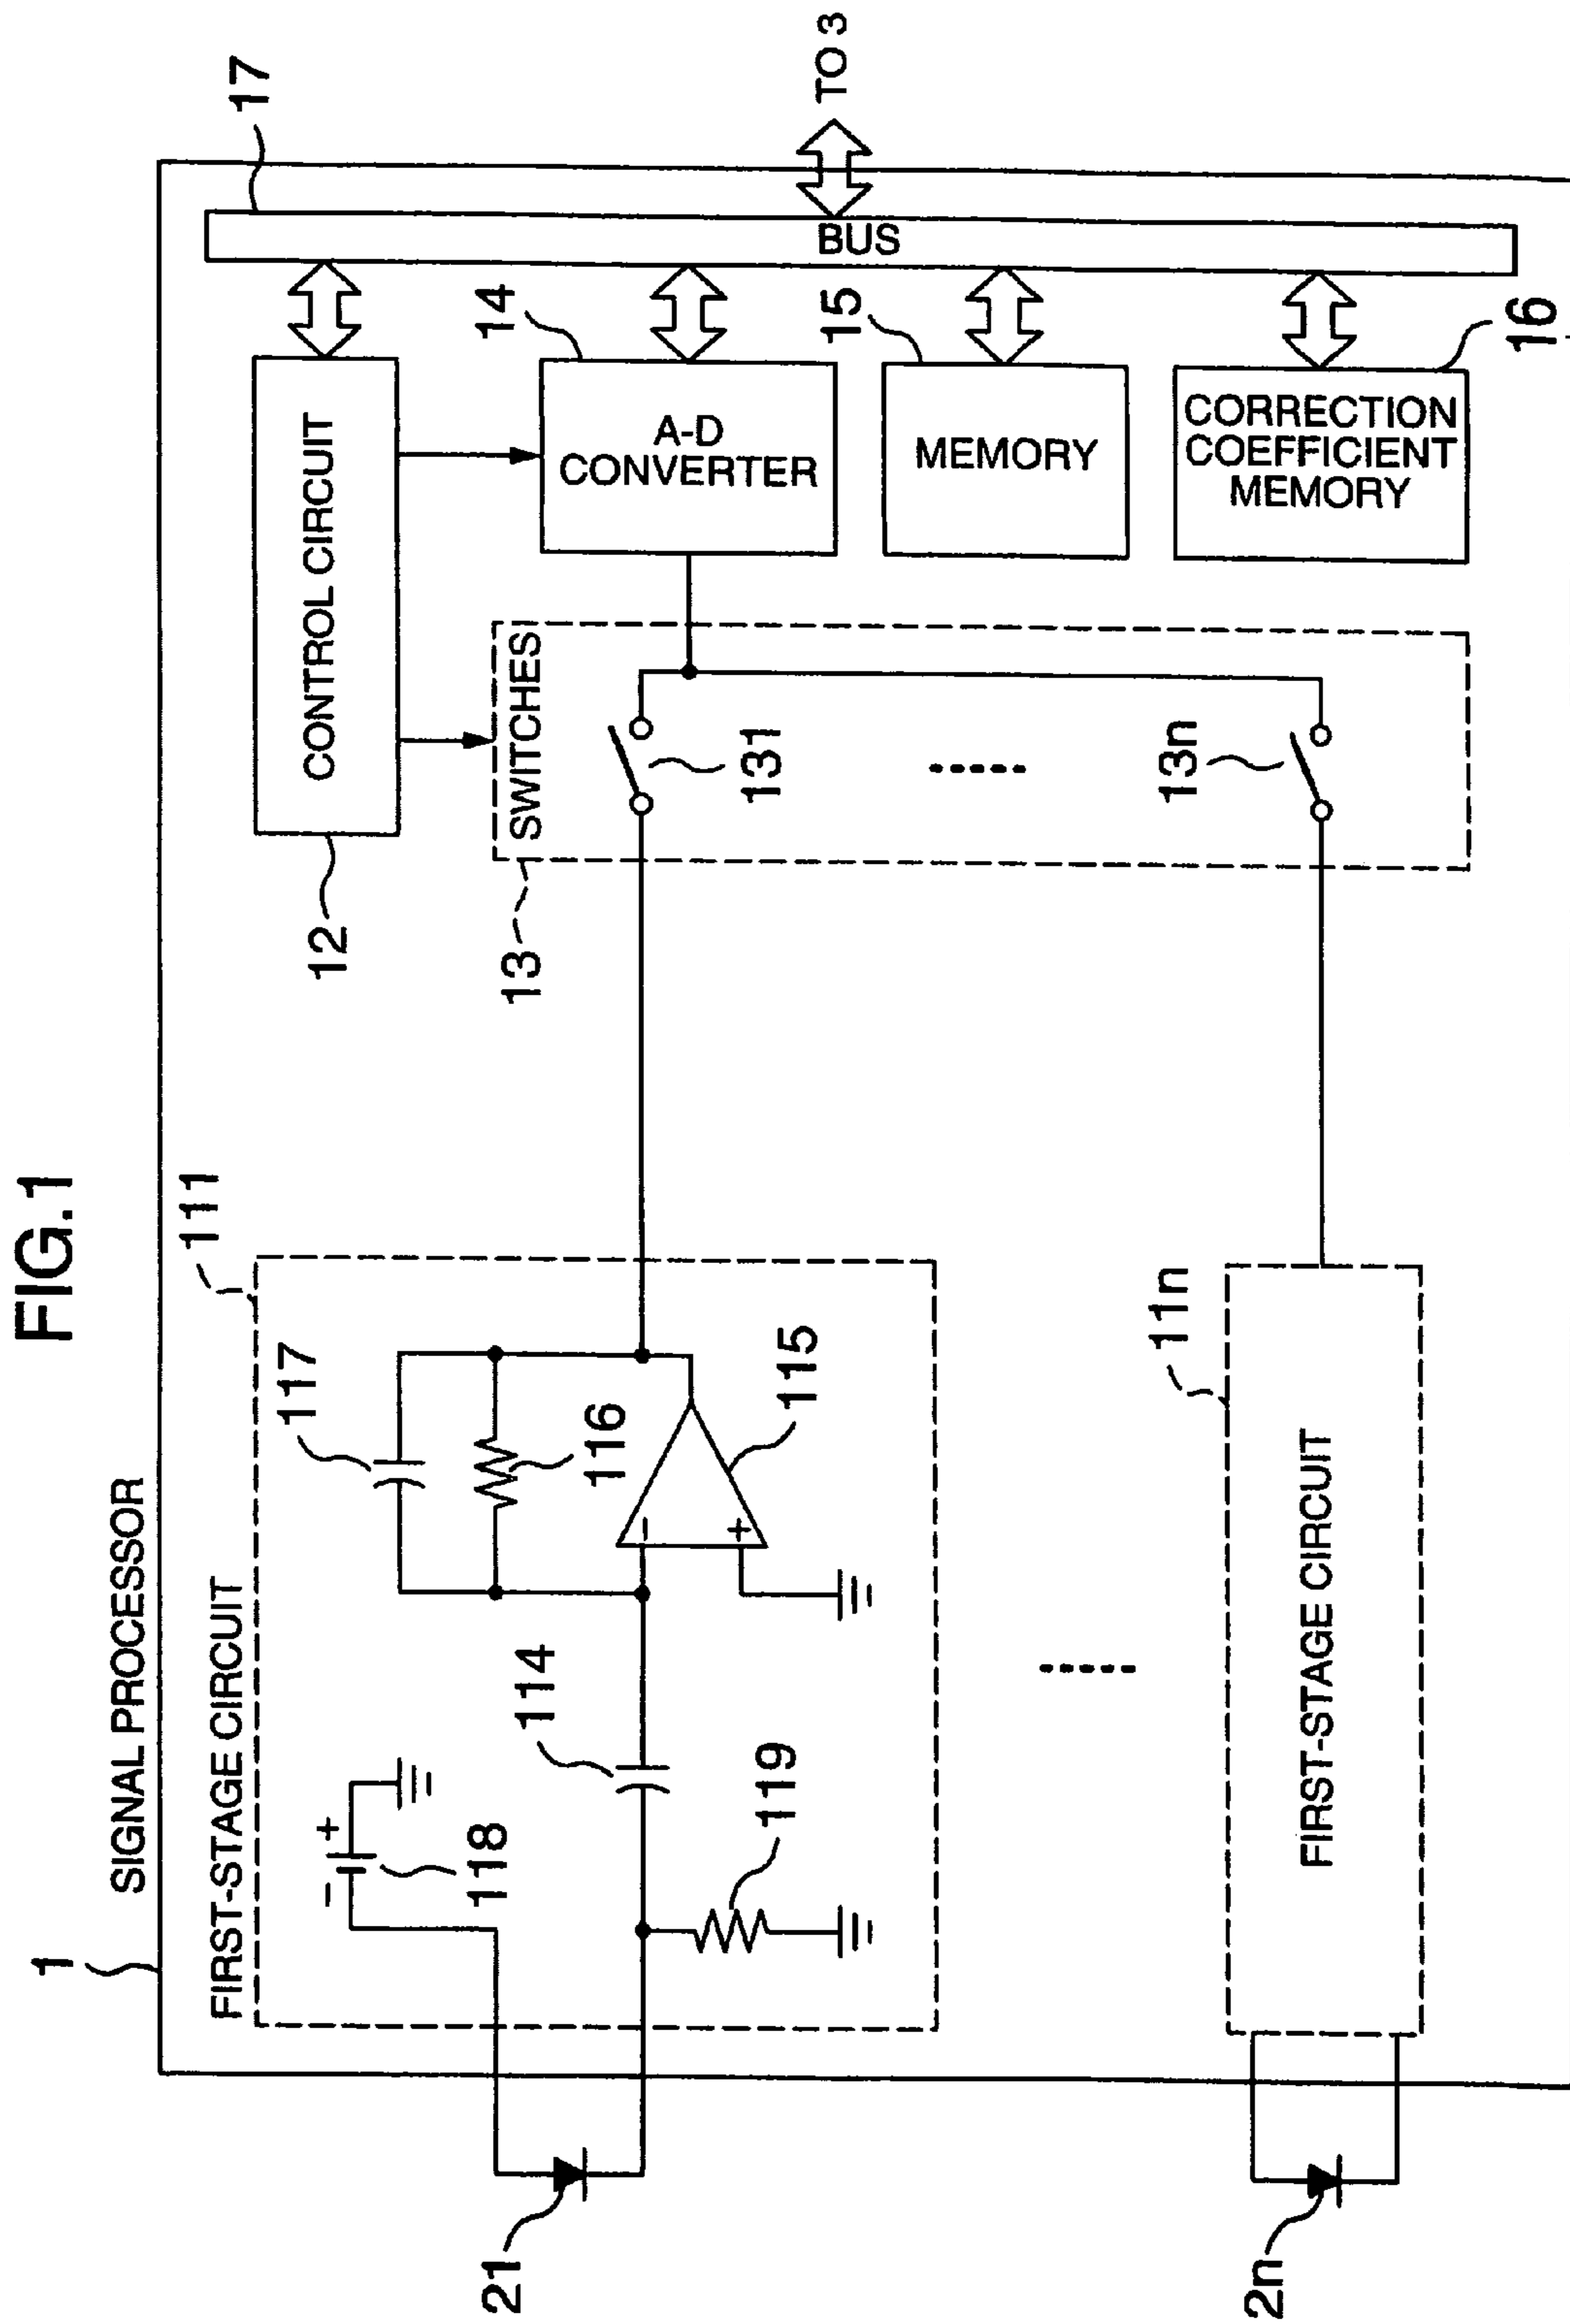 FIG.1
1
SIGNAL PROCESSOR
FIRST-STAGE CIRCUIT
111
118
- +
117
116
114
119
115
- +
21
12
CONTROL CIRCUIT
17
13
SWITCHES
131
13n
14
A-D
CONVERTER
15
MEMORY
16
CORRECTION
COEFFICIENT
MEMORY
BUS
TO 3
11n
FIRST-STAGE CIRCUIT
2n